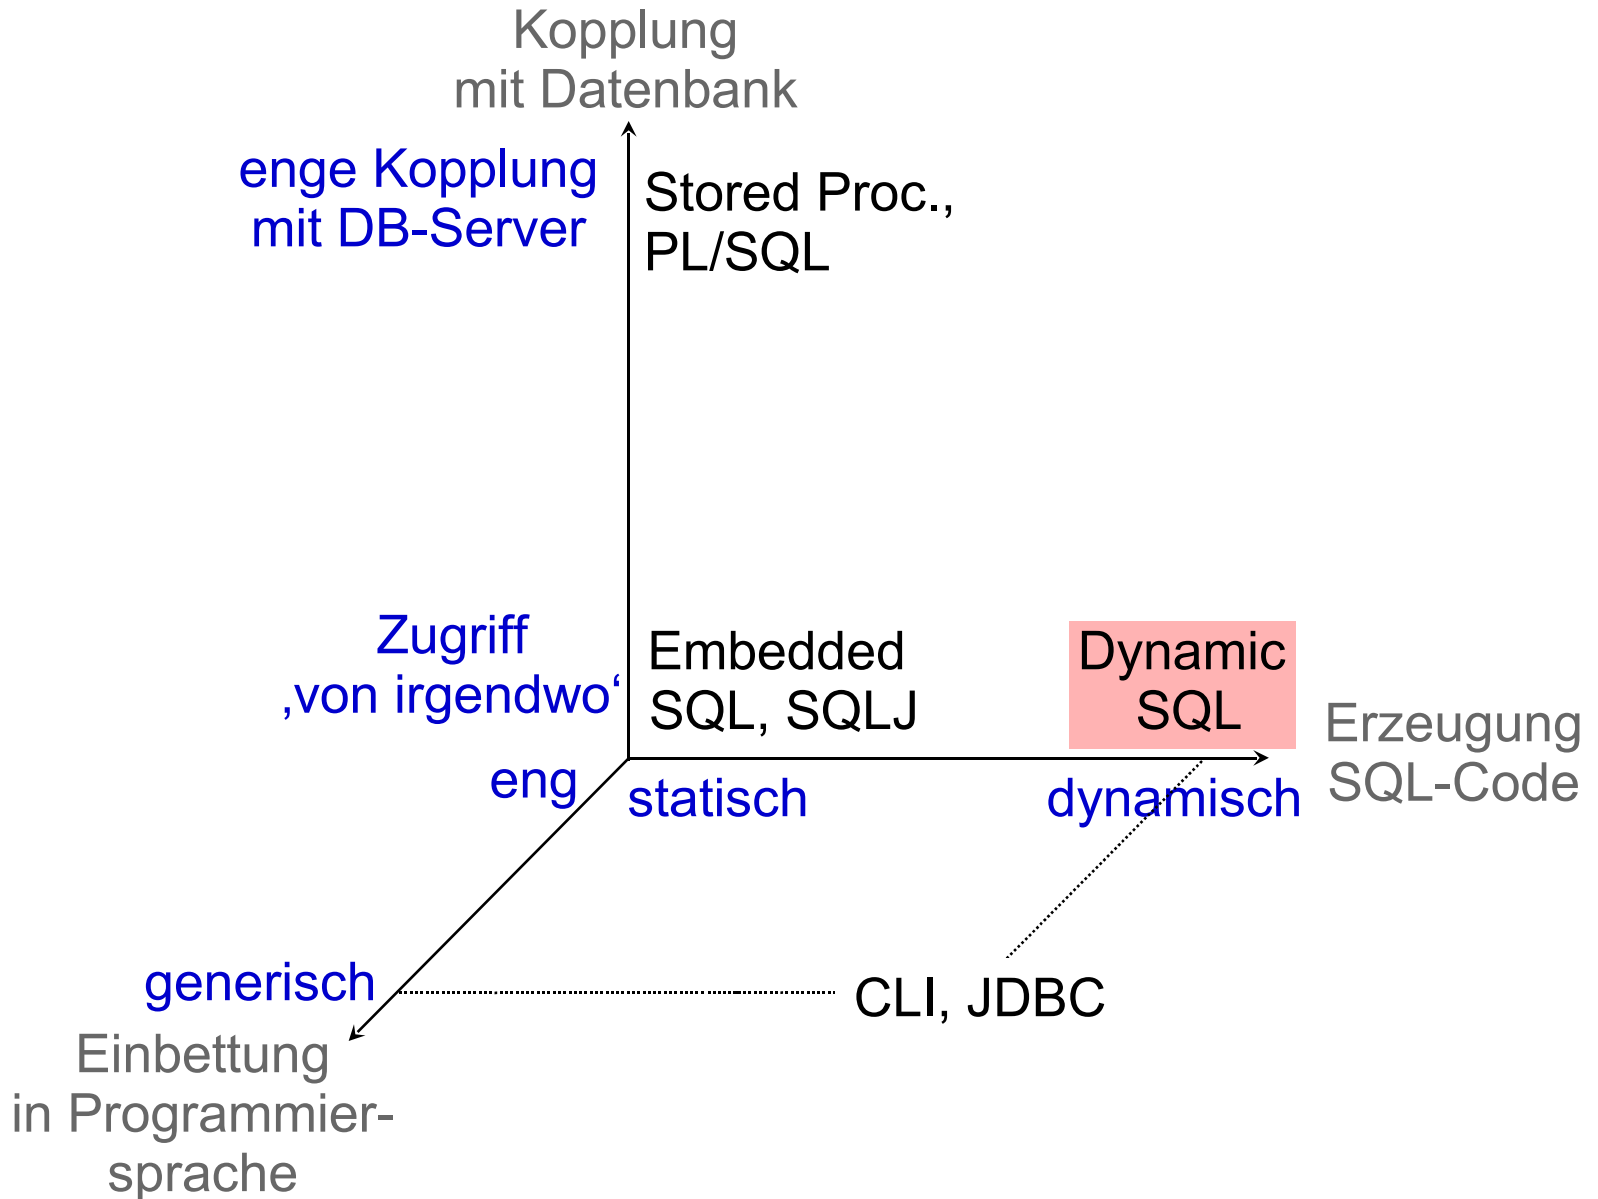 Kopplung
mit Datenbank
enge Kopplung
mit DB-Server
Stored Proc.,
PL/SQL
Zugriff
‚von irgendwo‘
Embedded
SQL, SQLJ
Dynamic
SQL
Erzeugung
SQL-Code
eng
statisch
dynamisch
generisch
CLI, JDBC
Einbettung
in Programmier-
sprache